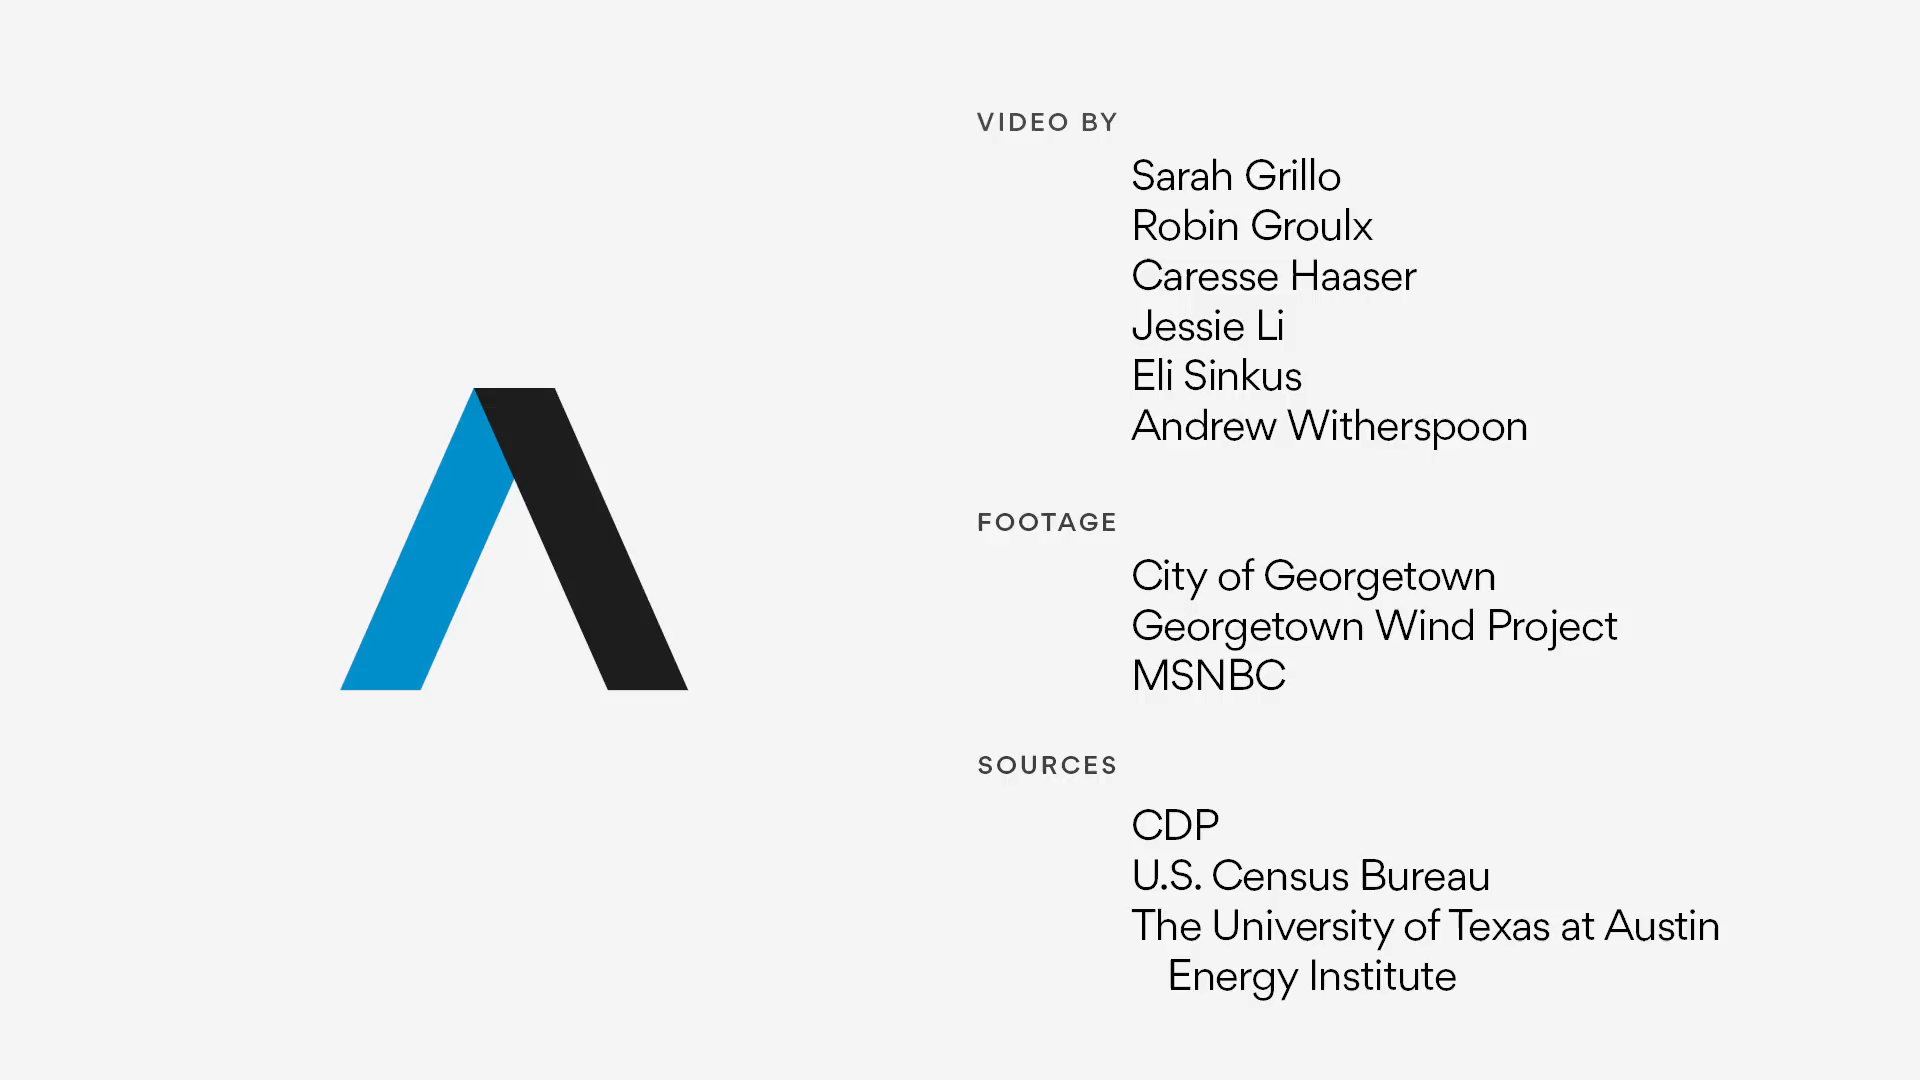 VIDEO BY
Sarah Grillo
Robin Groulx
Caresse Haaser
Jessie Li
Eli Sinkus
Andrew Witherspoon
FOOTAGE
City of Georgetown
Georgetown Wind Project
MSNBC
SOURCES
CDP
U.S. Census Bureau
The University of Texas at Austin
Energy Institute